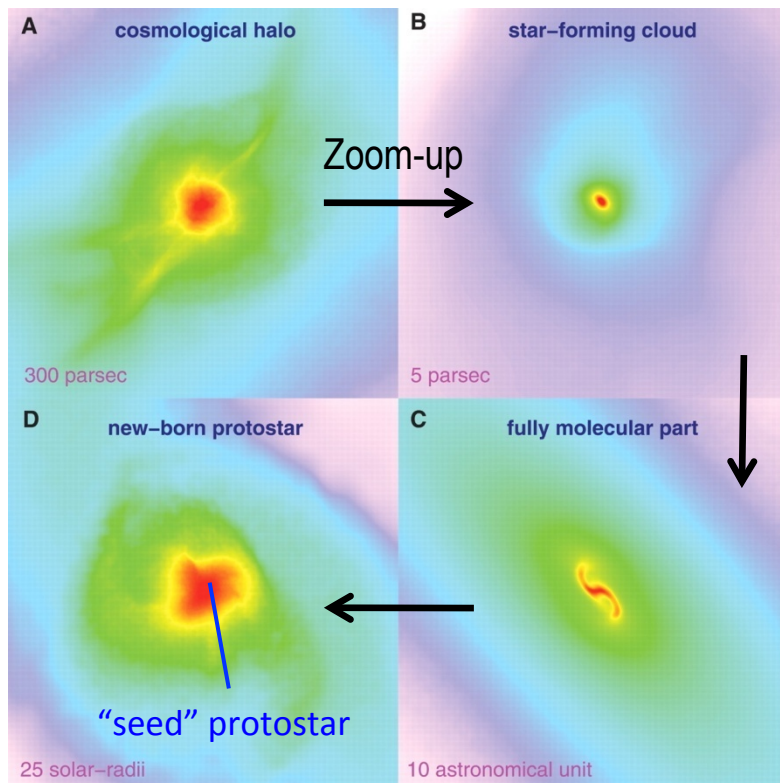 A
cosmological halo
300 parsec
Zoom-up
B
star-forming cloud
5 parsec
D
new-born protostar
"seed" protostar
25 solar-radii
C
fully molecular part
10 astronomical unit